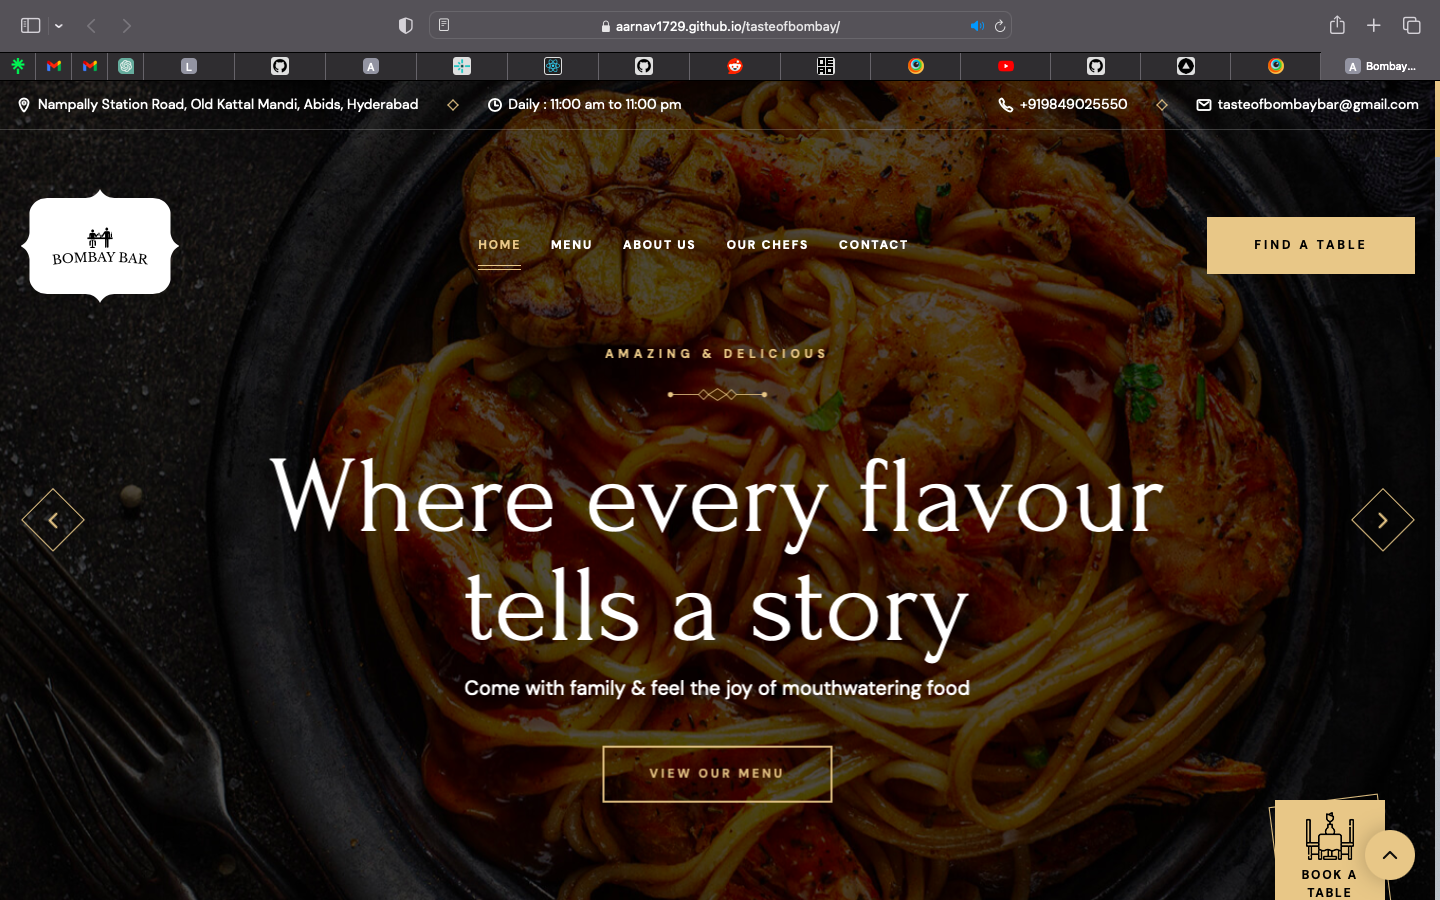 aarnav1729.github.io/tasteofbombay/
L
A
A Bombay...
Nampally Station Road, Old Kattal Mandi, Abids, Hyderabad
Daily : 11:00 am to 11:00 pm
+919849025550
tasteofbombaybar@gmail.com
BOMBAY BAR
HOME
MENU
ABOUT US
OUR CHEFS
CONTACT
FIND A TABLE
AMAZING & DELICIOUS
Where every flavour
tells a story
Come with family & feel the joy of mouthwatering food
VIEW OUR MENU
BOOK A
TABLE